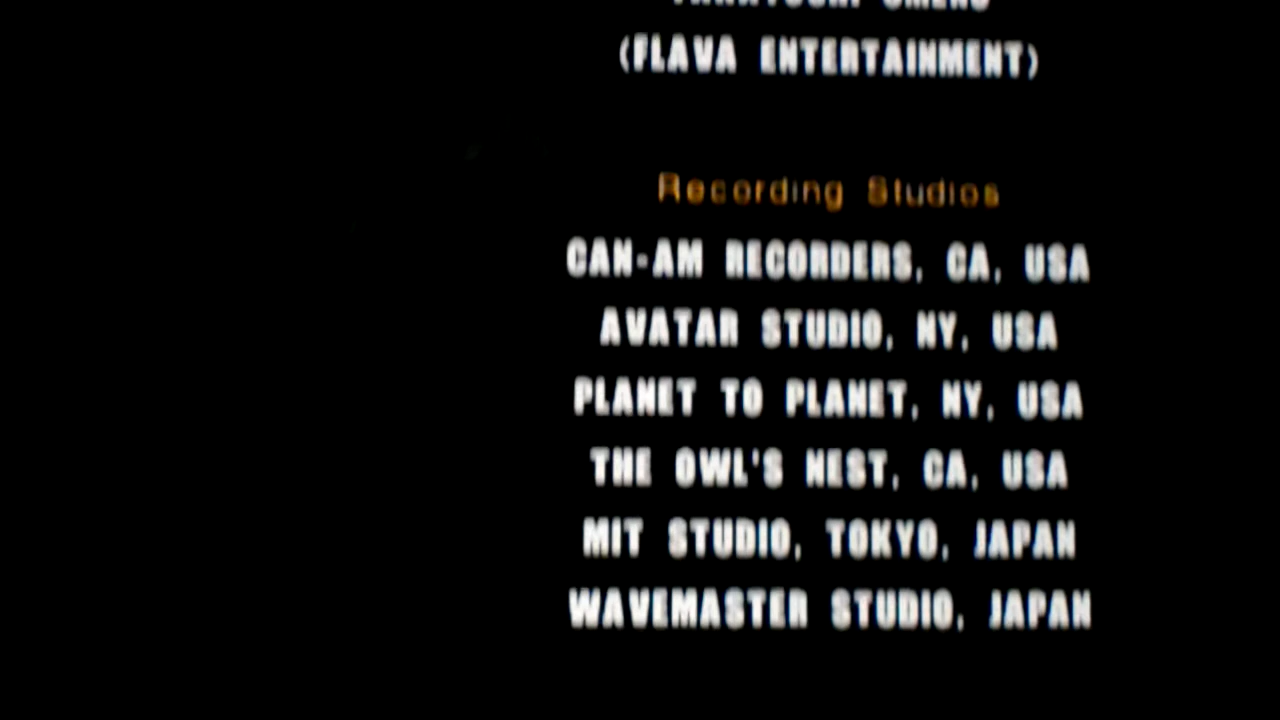 (FLAVA ENTERTAINMENT)
Recording Studios
CAN-AM RECORDERS, CA, USA
AVATAR STUDIO, NY, USA
PLANET TO PLANET, NY, USA
THE OWL'S NEST, CA, USA
MIT STUDIO, TOKYO, JAPAN
WAVEMASTER STUDIO, JAPAN